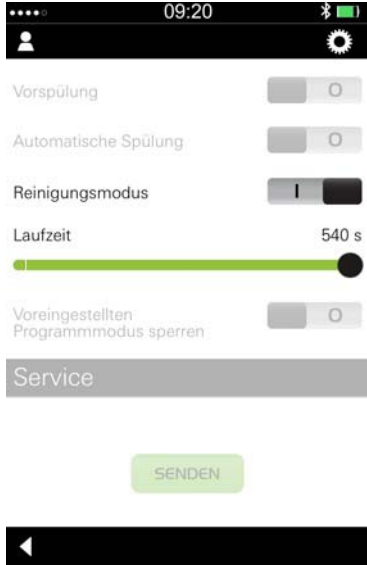 09:20
Vorspülung O
Automatische Spülung O
Reinigungsmodus I
Laufzeit 540 s
Voreingestellten
Programmmodus sperren O
Service
SENDEN